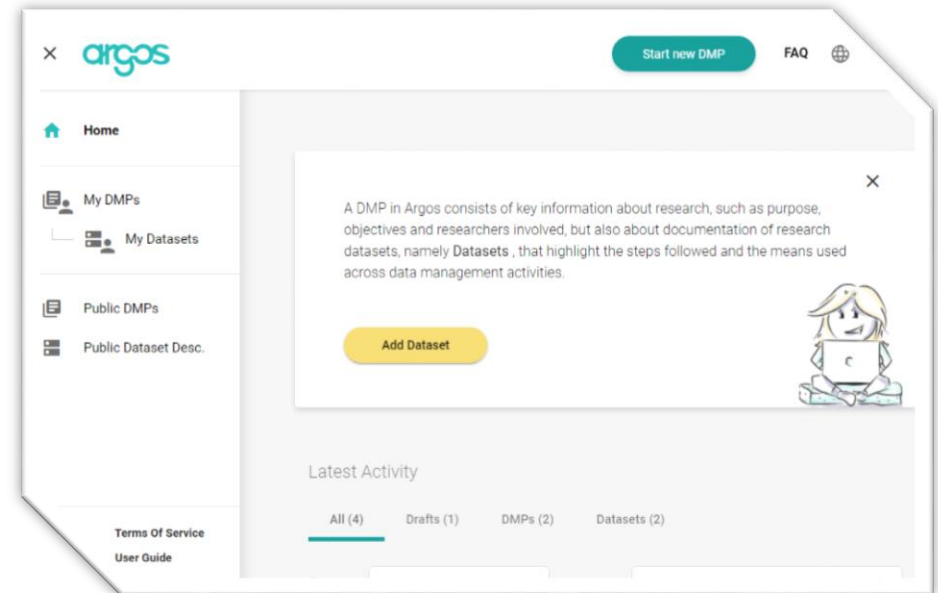 argos
Start new DMP
FAQ
Home
My DMPs
My Datasets
Public DMPs
Public Dataset Desc.
Terms Of Service
User Guide
A DMP in Argos consists of key information about research, such as purpose,
objectives and researchers involved, but also about documentation of research
datasets, namely Datasets , that highlight the steps followed and the means used
across data management activities.
Add Dataset
Latest Activity
All (4)
Drafts (1)
DMPs (2)
Datasets (2)